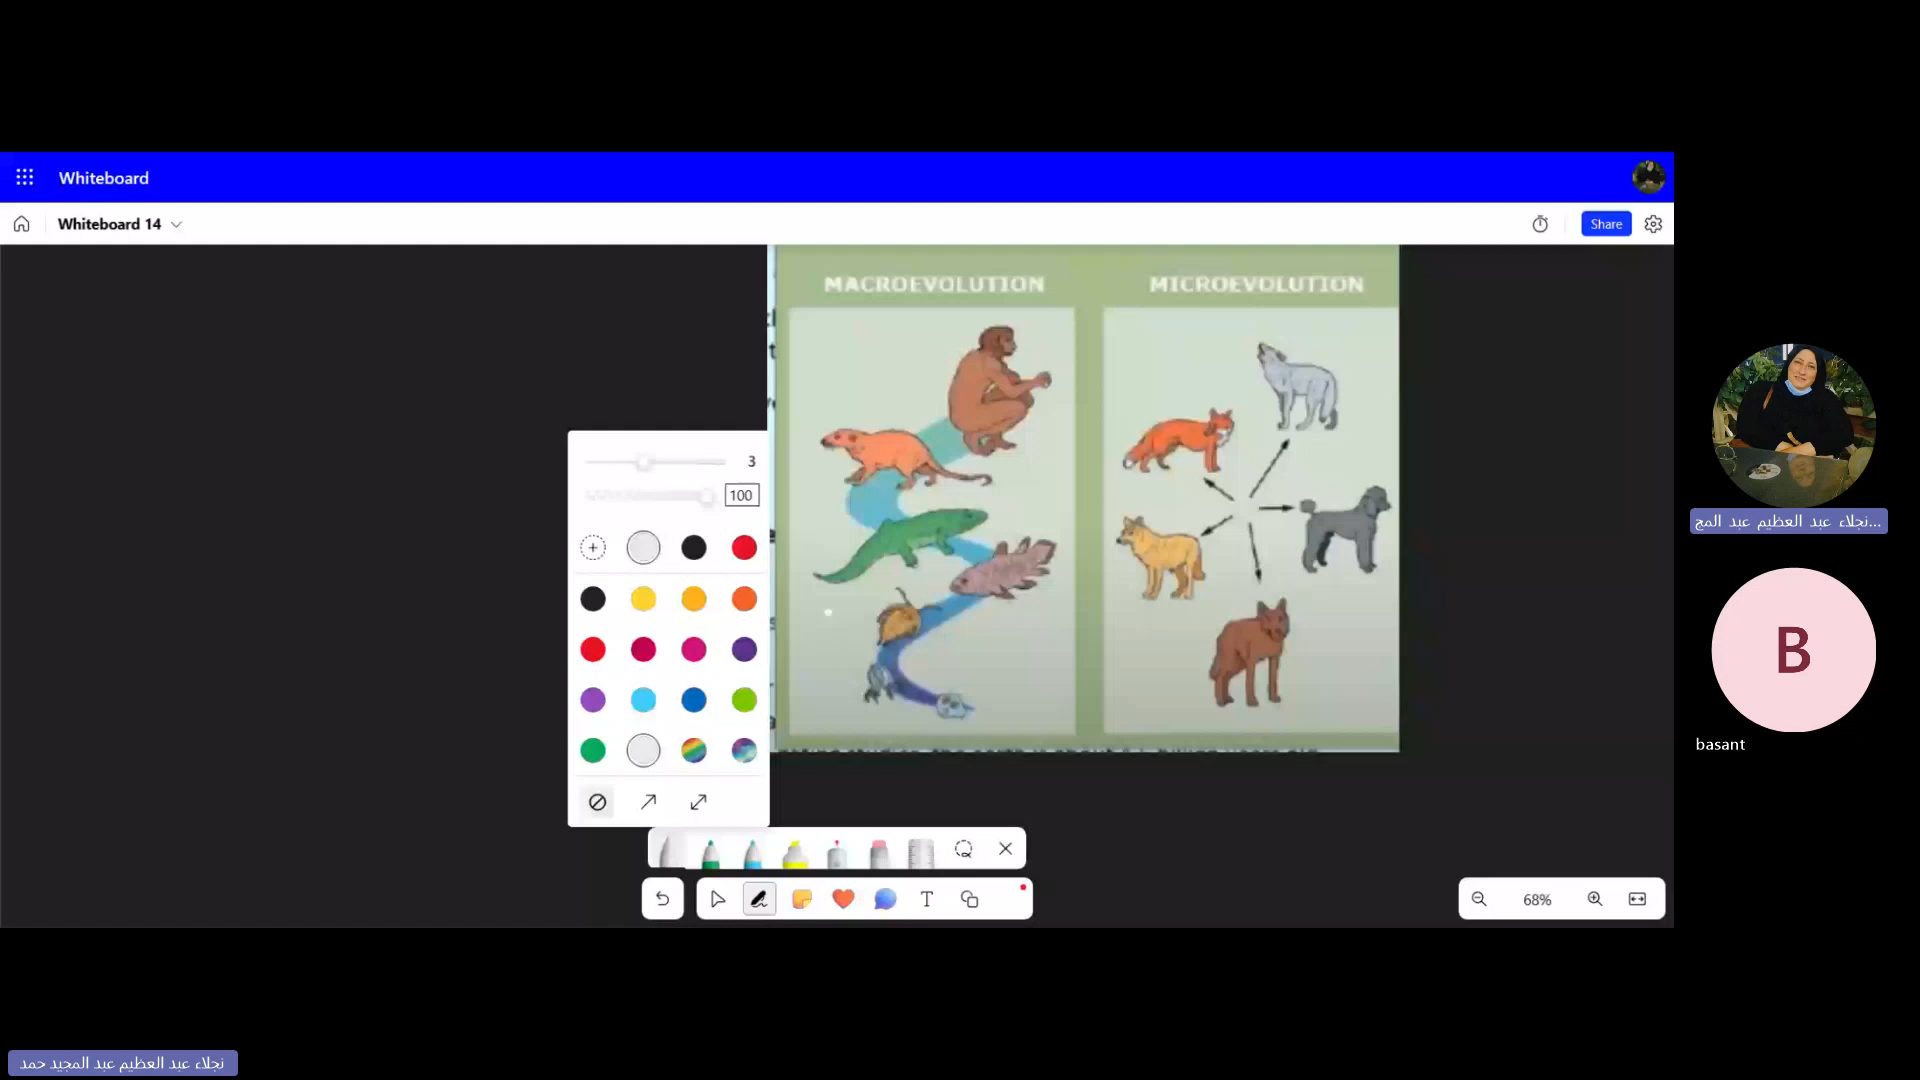 Whiteboard
Whiteboard 14
Share
MACROEVOLUTION
MICROEVOLUTION
3
100
68%
نجلاء عبد العظيم عبد المج...
B
basant
نجلاء عبد العظيم عبد المجيد حمد